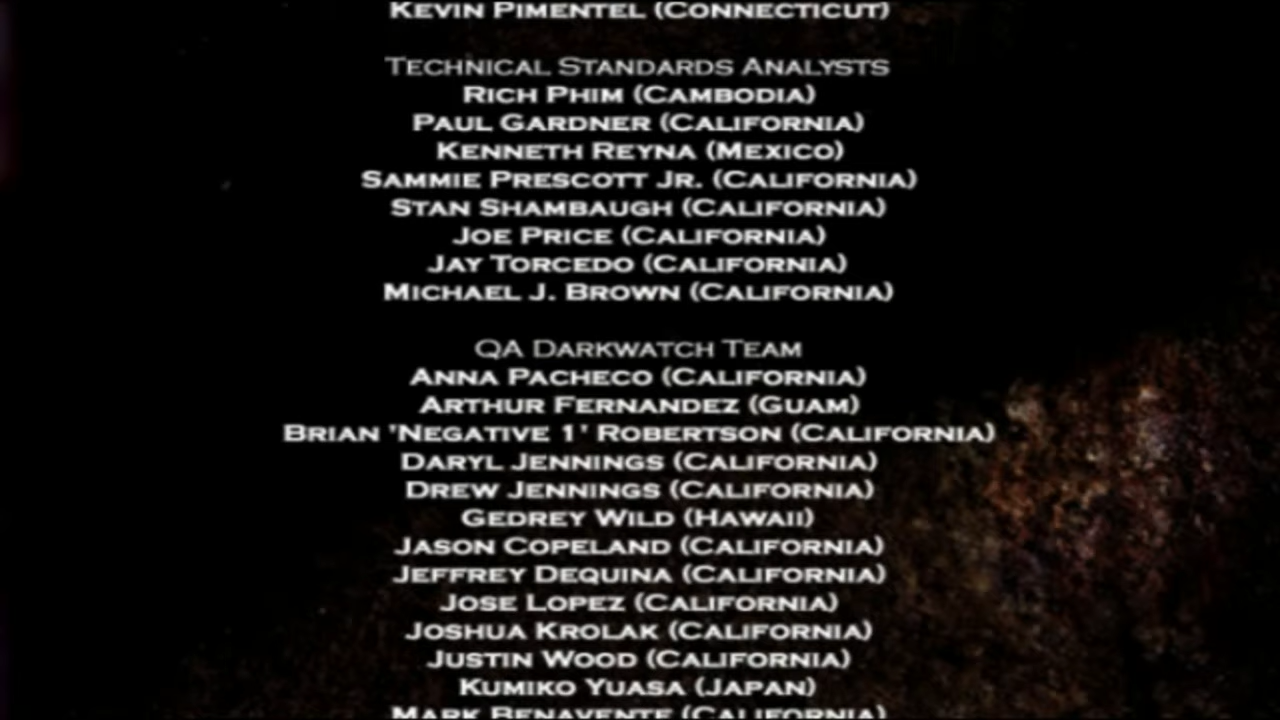 KEVIN PIMENTEL (CONNECTICUT)
TECHNICAL STANDARDS ANALYSTS
RICH PHIM (CAMBODIA)
PAUL GARDNER (CALIFORNIA)
KENNETH REYNA (MEXICO)
SAMMIE PRESCOTT JR. (CALIFORNIA)
STAN SHAMBAUGH (CALIFORNIA)
JOE PRICE (CALIFORNIA)
JAY TORCEDO (CALIFORNIA)
MICHAEL J. BROWN (CALIFORNIA)
QA DARKWATCH TEAM
ANNA PACHECO (CALIFORNIA)
ARTHUR FERNANDEZ (GUAM)
BRIAN 'NEGATIVE 1' ROBERTSON (CALIFORNIA)
DARYL JENNINGS (CALIFORNIA)
DREW JENNINGS (CALIFORNIA)
GEDREY WILD (HAWAII)
JASON COPELAND (CALIFORNIA)
JEFFREY DEQUINA (CALIFORNIA)
JOSE LOPEZ (CALIFORNIA)
JOSHUA KROLAK (CALIFORNIA)
JUSTIN WOOD (CALIFORNIA)
KUMIKO YUASA (JAPAN)
MARK BENAVENTE (CALIFORNIA)